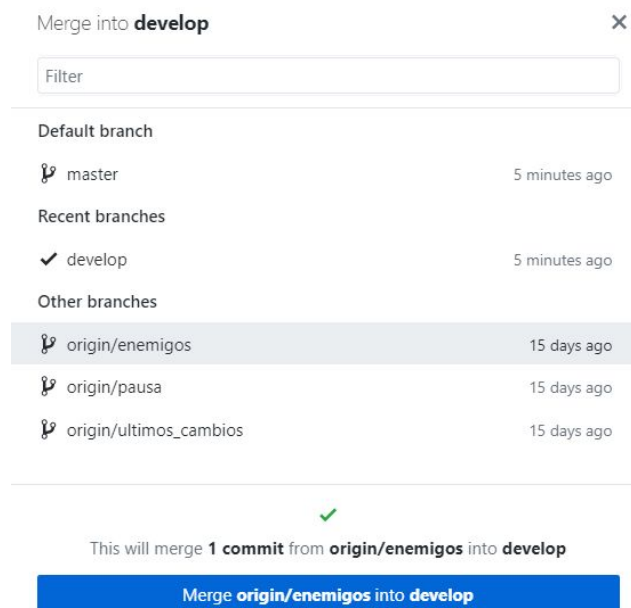 Merge into develop
Filter
Default branch
master 5 minutes ago
Recent branches
develop 5 minutes ago
Other branches
origin/enemigos 15 days ago
origin/pausa 15 days ago
origin/ultimos_cambios 15 days ago
This will merge 1 commit from origin/enemigos into develop
Merge origin/enemigos into develop